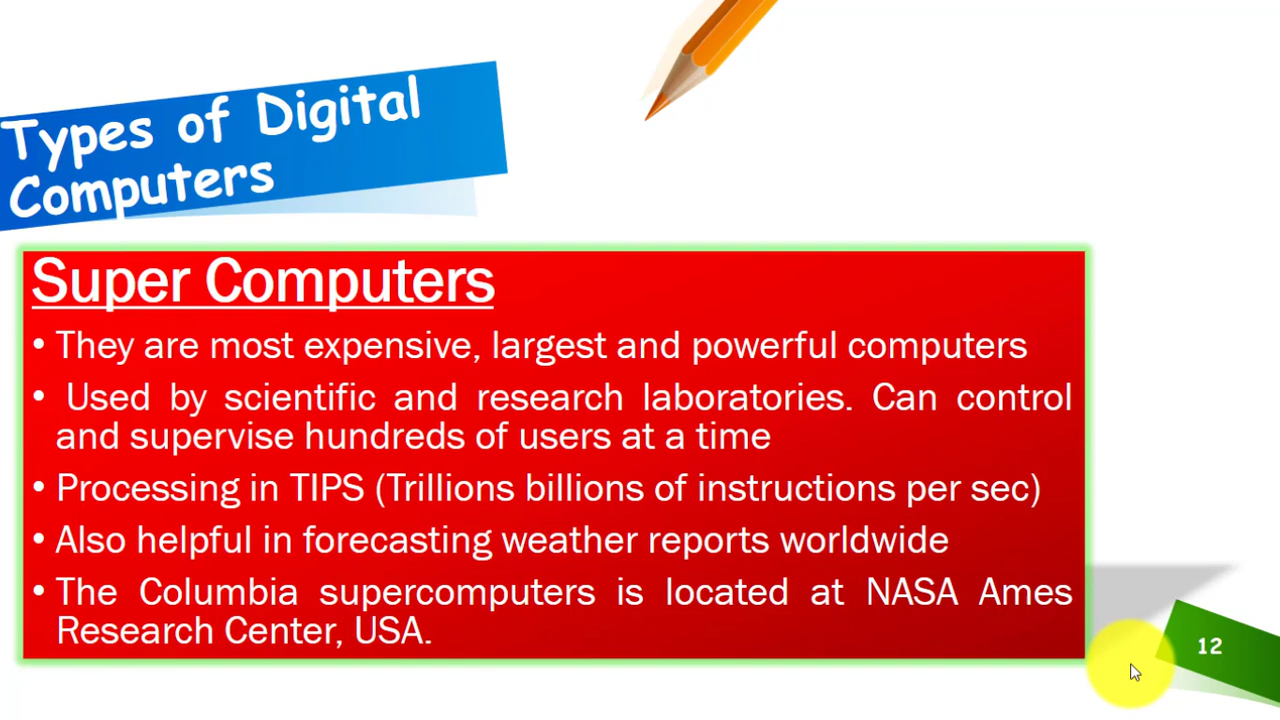 Types of Digital
Computers
Super Computers
• They are most expensive, largest and powerful computers
• Used by scientific and research laboratories. Can control
and supervise hundreds of users at a time
• Processing in TIPS (Trillions billions of instructions per sec)
• Also helpful in forecasting weather reports worldwide
• The Columbia supercomputers is located at NASA Ames
Research Center, USA.
12